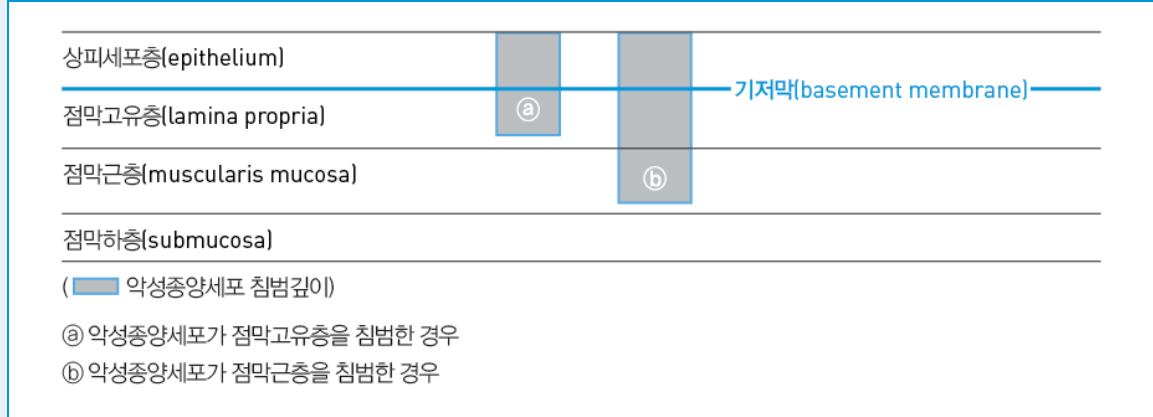 상피세포층(epithelium)
기저막(basement membrane)
점막고유층(lamina propria)
ⓐ
점막근층(muscularis mucosa)
ⓑ
점막하층(submucosa)
( 악성종양세포 침범깊이)
ⓐ 악성종양세포가 점막고유층을 침범한 경우
ⓑ 악성종양세포가 점막근층을 침범한 경우